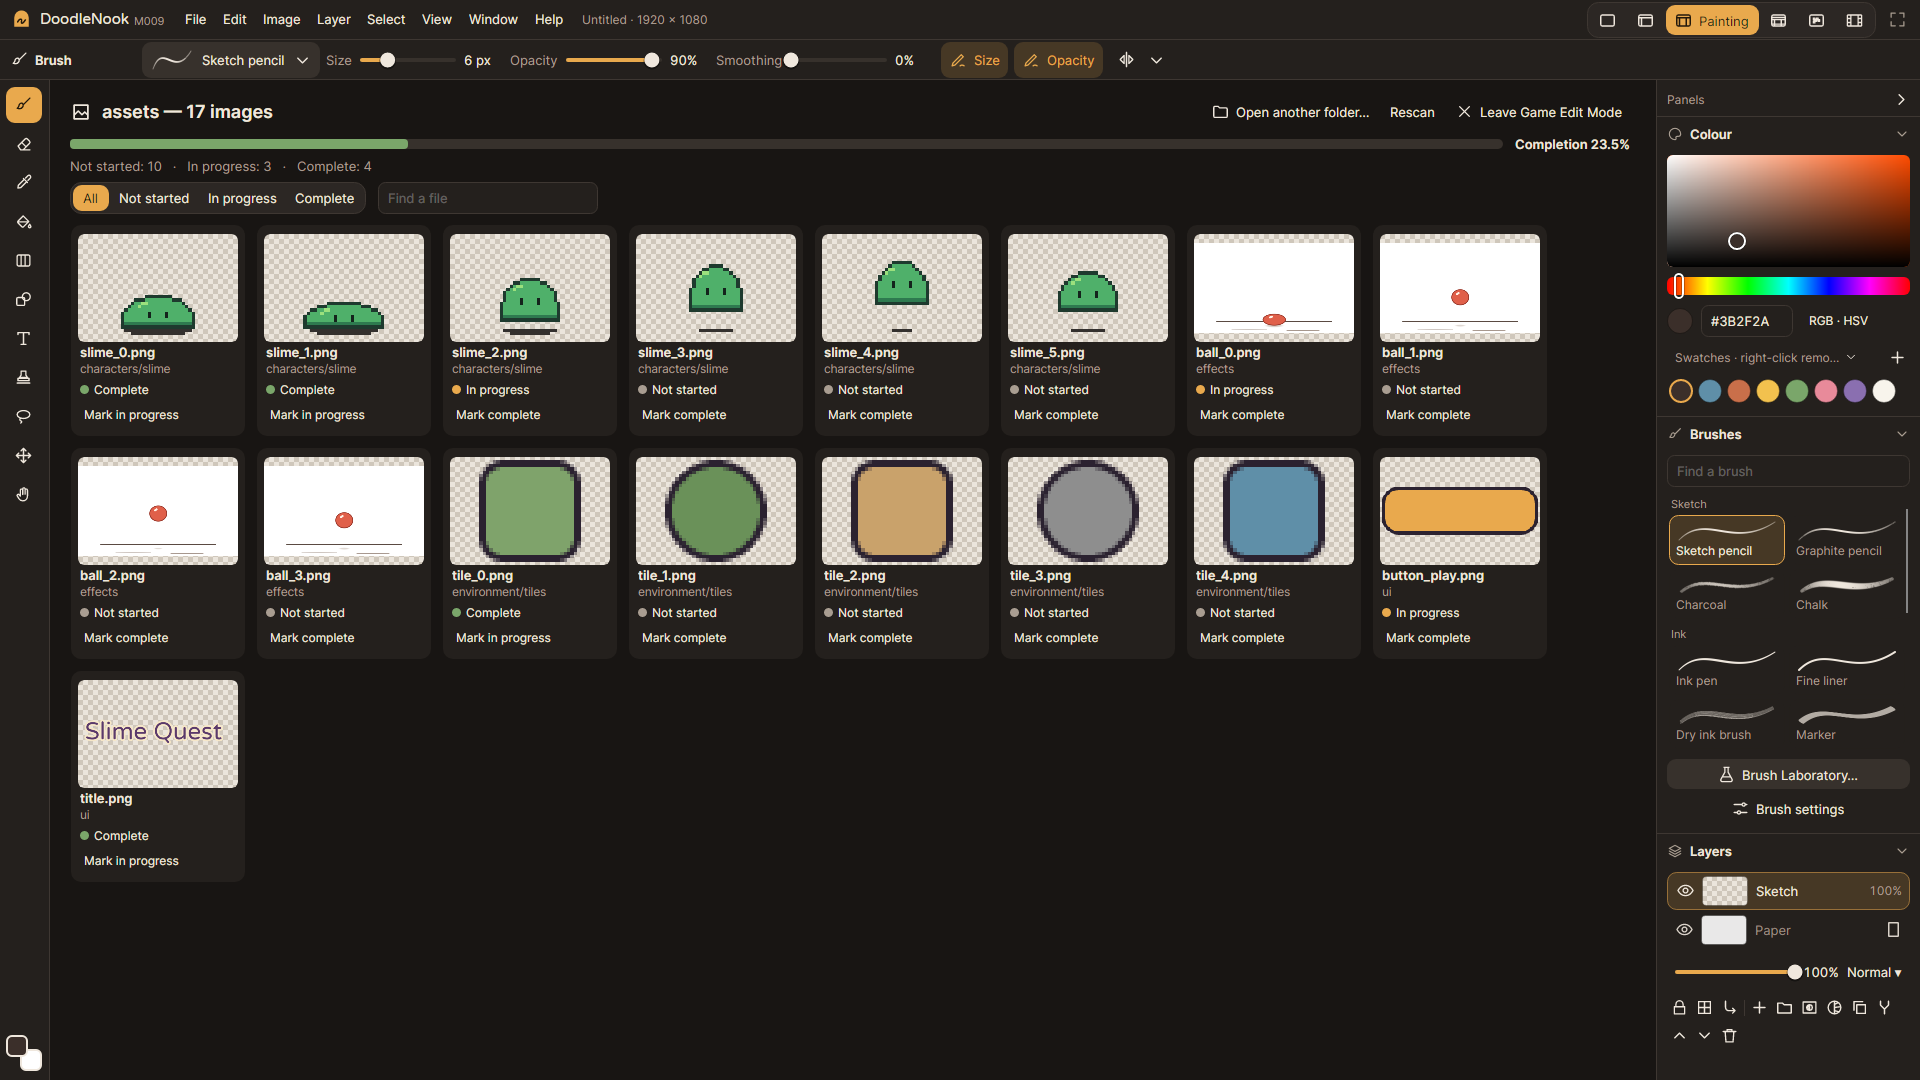 DoodleNook M009 File Edit Image Layer Select View Window Help Untitled · 1920 × 1080 Painting
Brush Sketch pencil Size 6 px Opacity 90% Smoothing 0% Size Opacity
assets — 17 images Open another folder... Rescan Leave Game Edit Mode
Completion 23.5%
Not started: 10 · In progress: 3 · Complete: 4
All Not started In progress Complete Find a file
slime_0.png slime_1.png slime_2.png slime_3.png slime_4.png slime_5.png ball_0.png ball_1.png
characters/slime characters/slime characters/slime characters/slime characters/slime characters/slime effects effects
Complete Complete In progress Not started Not started Not started In progress Not started
Mark in progress Mark in progress Mark complete Mark complete Mark complete Mark complete Mark complete Mark complete
ball_2.png ball_3.png tile_0.png tile_1.png tile_2.png tile_3.png tile_4.png button_play.png
effects effects environment/tiles environment/tiles environment/tiles environment/tiles environment/tiles ui
Not started Not started Complete Not started Not started Not started Not started In progress
Mark complete Mark complete Mark in progress Mark complete Mark complete Mark complete Mark complete Mark complete
Slime Quest
title.png
ui
Complete
Mark in progress
Panels
Colour
#3B2F2A RGB · HSV
Swatches · right-click remo...
Brushes
Find a brush
Sketch
Sketch pencil Graphite pencil
Charcoal Chalk
Ink
Ink pen Fine liner
Dry ink brush Marker
Brush Laboratory...
Brush settings
Layers
Sketch 100%
Paper
100% Normal ▾